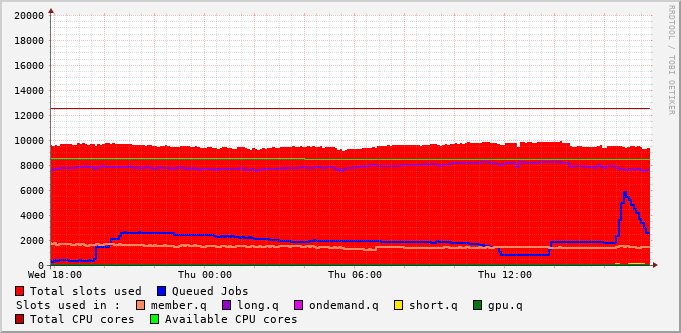 20000
18000
16000
14000
12000
10000
8000
6000
4000
2000
0
Wed 18:00 Thu 00:00 Thu 06:00 Thu 12:00
Total slots used Queued Jobs
Slots used in : member.q long.q ondemand.q short.q gpu.q
Total CPU cores Available CPU cores
RRDTOOL / TOBI OETIKER